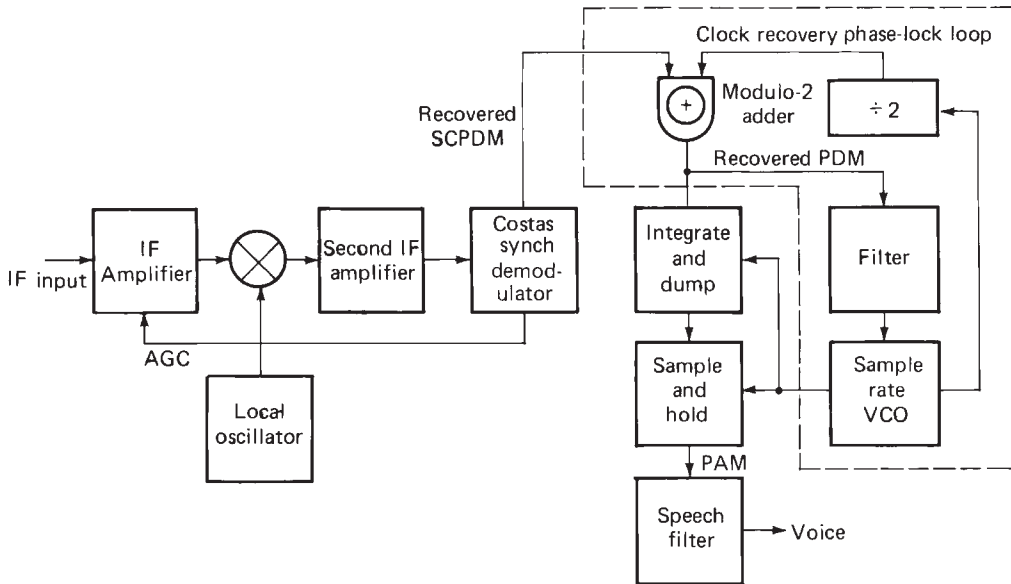 Clock recovery phase-lock loop
+
Modulo-2
adder
÷ 2
Recovered
SCPDM
Recovered PDM
IF
Amplifier
Second IF
amplifier
Costas
synch
demod-
ulator
Integrate
and
dump
Filter
IF input
AGC
Local
oscillator
Sample
and
hold
Sample
rate
VCO
PAM
Speech
filter
Voice